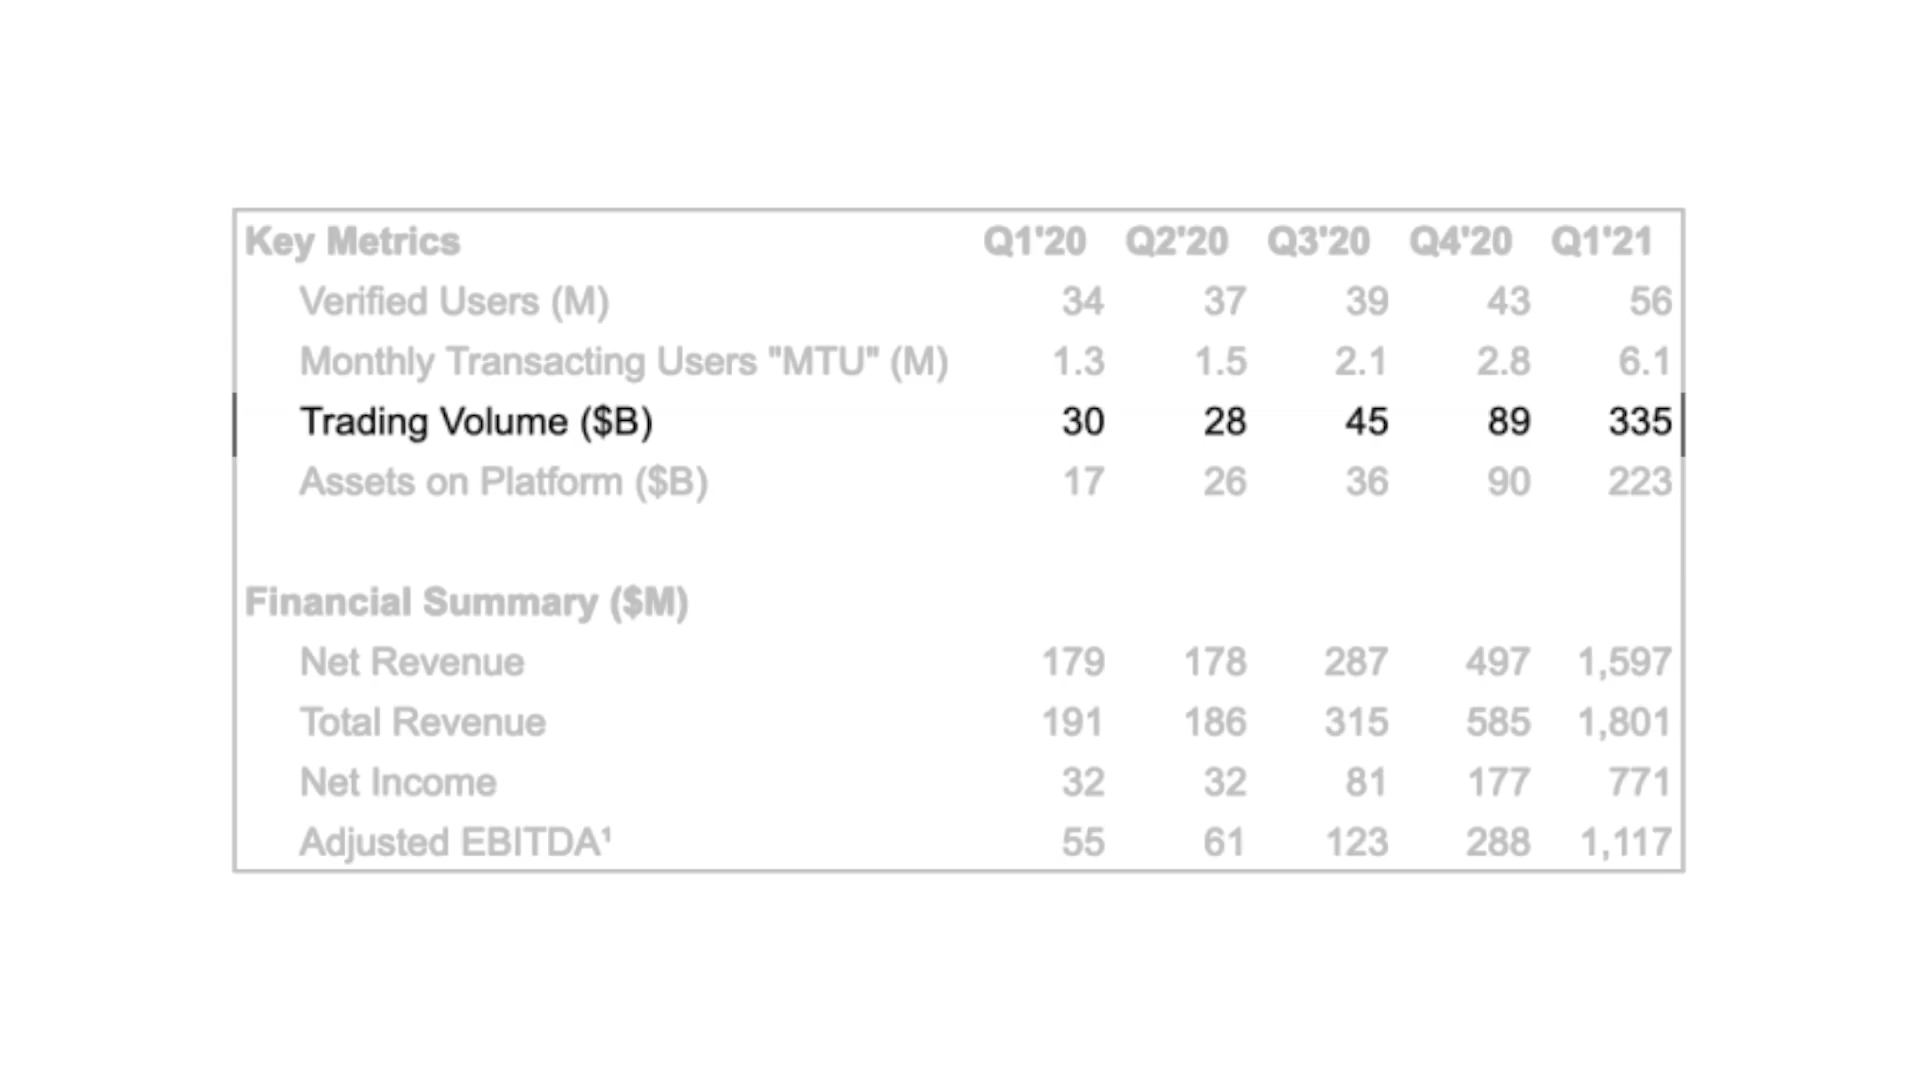 Key Metrics Q1'20 Q2'20 Q3'20 Q4'20 Q1'21
Verified Users (M) 34 37 39 43 56
Monthly Transacting Users "MTU" (M) 1.3 1.5 2.1 2.8 6.1
Trading Volume ($B) 30 28 45 89 335
Assets on Platform ($B) 17 26 36 90 223
Financial Summary ($M)
Net Revenue 179 178 287 497 1,597
Total Revenue 191 186 315 585 1,801
Net Income 32 32 81 177 771
Adjusted EBITDA¹ 55 61 123 288 1,117